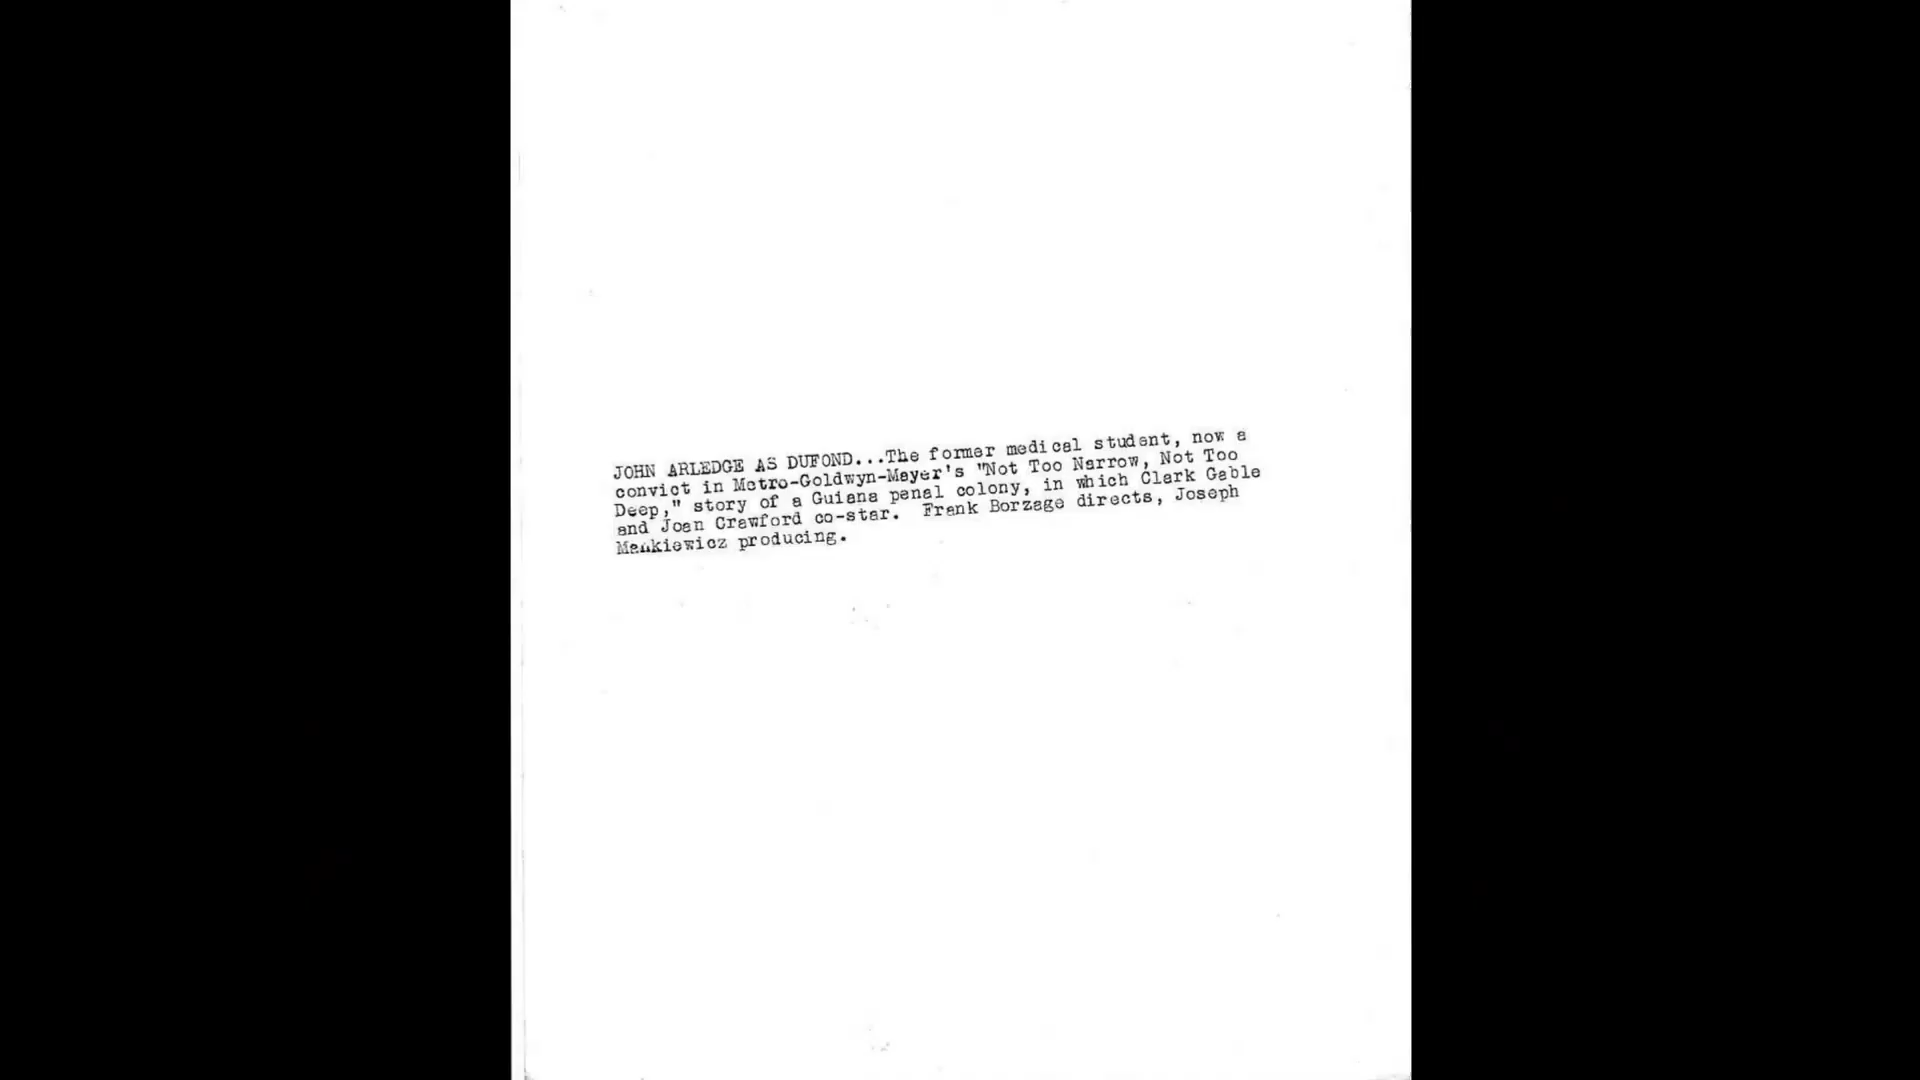 JOHN ARLEDGE AS DUFOND...The former medical student, now a
convict in Metro-Goldwyn-Mayer's "Not Too Narrow, Not Too
Deep," story of a Guiana penal colony, in which Clark Gable
and Joan Crawford co-star.  Frank Borzage directs, Joseph
Mankiewicz producing.